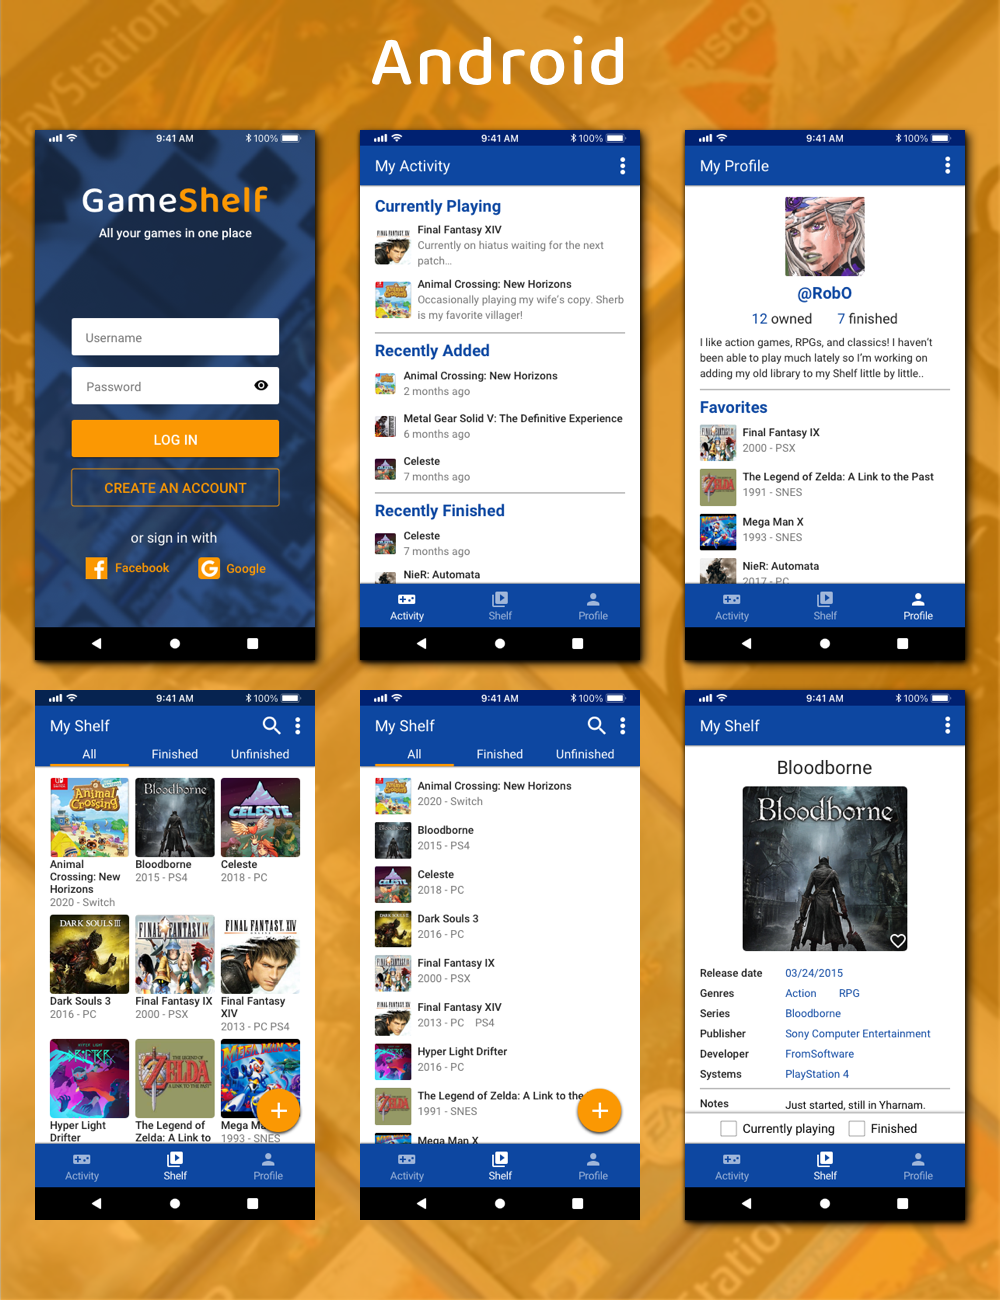 Android
9:41 AM
100%
GameShelf
All your games in one place
Username
Password
LOG IN
CREATE AN ACCOUNT
or sign in with
Facebook
Google
9:41 AM
100%
My Activity
Currently Playing
Final Fantasy XIV
Currently on hiatus waiting for the next
patch...
Animal Crossing: New Horizons
Occasionally playing my wife's copy. Sherb
is my favorite villager!
Recently Added
Animal Crossing: New Horizons
2 months ago
Metal Gear Solid V: The Definitive Experience
6 months ago
Celeste
7 months ago
Recently Finished
Celeste
7 months ago
NieR: Automata
Activity
Shelf
Profile
9:41 AM
100%
My Profile
@RobO
12 owned
7 finished
I like action games, RPGs, and classics! I haven't
been able to play much lately so I'm working on
adding my old library to my Shelf little by little..
Favorites
Final Fantasy IX
2000 - PSX
The Legend of Zelda: A Link to the Past
1991 - SNES
Mega Man X
1993 - SNES
NieR: Automata
2017 - PC
Activity
Shelf
Profile
9:41 AM
100%
My Shelf
All
Finished
Unfinished
Animal
Crossing: New
Horizons
2020 - Switch
Bloodborne
2015 - PS4
Celeste
2018 - PC
Dark Souls 3
2016 - PC
Final Fantasy IX
2000 - PSX
Final Fantasy
XIV
2013 - PC PS4
Hyper Light
Drifter
The Legend of
Zelda: A Link to
Mega Ma
1993 - SNES
Activity
Shelf
Profile
9:41 AM
100%
My Shelf
All
Finished
Unfinished
Animal Crossing: New Horizons
2020 - Switch
Bloodborne
2015 - PS4
Celeste
2018 - PC
Dark Souls 3
2016 - PC
Final Fantasy IX
2000 - PSX
Final Fantasy XIV
2013 - PC PS4
Hyper Light Drifter
2016 - PC
The Legend of Zelda: A Link to the
1991 - SNES
Mega Man X
Activity
Shelf
Profile
9:41 AM
100%
My Shelf
Bloodborne
Bloodborne
Release date 03/24/2015
Genres Action RPG
Series Bloodborne
Publisher Sony Computer Entertainment
Developer FromSoftware
Systems PlayStation 4
Notes Just started, still in Yharnam.
Currently playing
Finished
Activity
Shelf
Profile